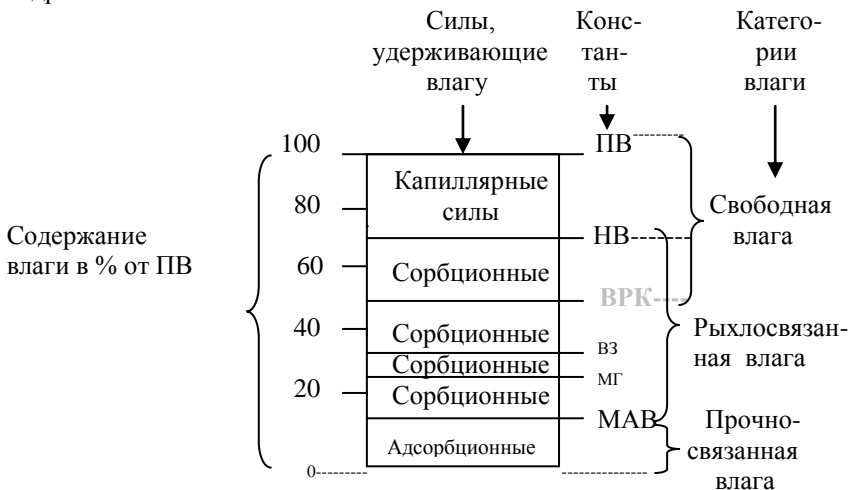 Силы,
удерживающие
влагу
Конс-
тан-
ты
Катего-
рии
влаги
100
80
60
40
20
0
Содержание
влаги в % от ПВ
Капиллярные
силы
Сорбционные
Сорбционные
Сорбционные
Сорбционные
Адсорбционные
ПВ
НВ
ВРК
ВЗ
МГ
МАВ
Свободная
влага
Рыхлосвязан-
ная влага
Прочно-
связанная
влага